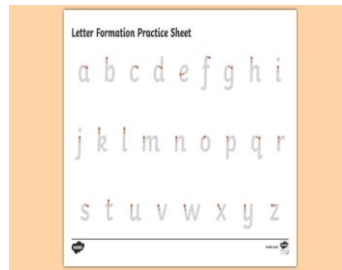 Letter Formation Practice Sheet
a b c d e f g h i
j k l m n o p q r
s t u v w x y z